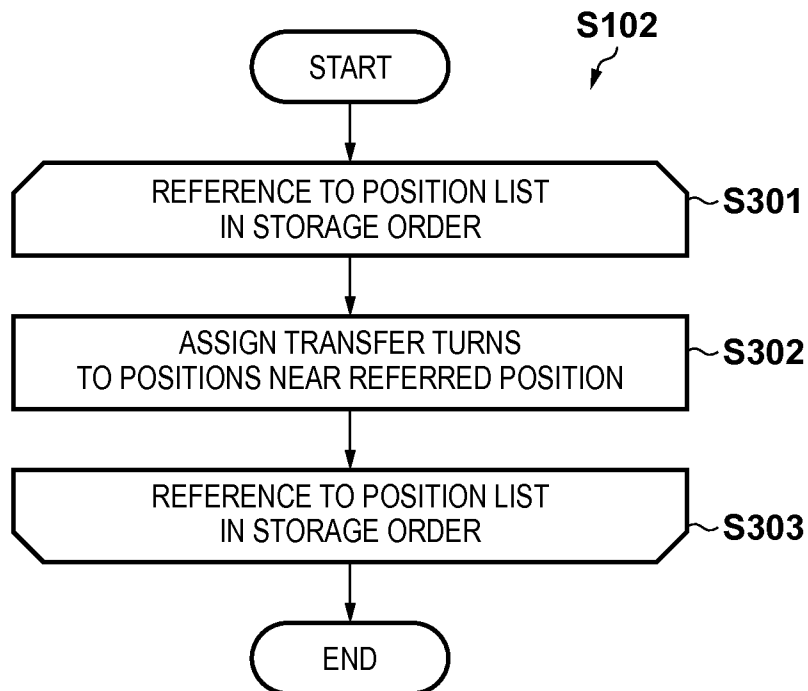 S102
START
REFERENCE TO POSITION LIST
IN STORAGE ORDER
S301
ASSIGN TRANSFER TURNS
TO POSITIONS NEAR REFERRED POSITION
S302
REFERENCE TO POSITION LIST
IN STORAGE ORDER
S303
END